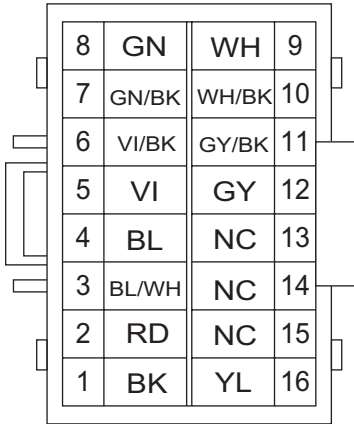 8 GN WH 9
7 GN/BK WH/BK 10
6 VI/BK GY/BK 11
5 VI GY 12
4 BL NC 13
3 BL/WH NC 14
2 RD NC 15
1 BK YL 16